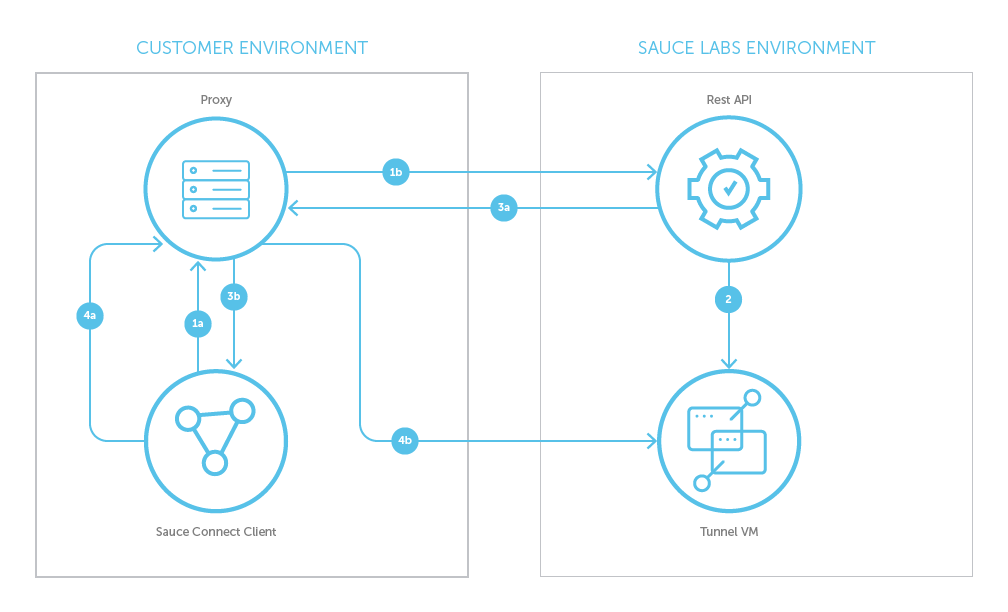 CUSTOMER ENVIRONMENT
SAUCE LABS ENVIRONMENT
Proxy
Rest API
1b
3a
3b
2
4a
1a
4b
Sauce Connect Client
Tunnel VM